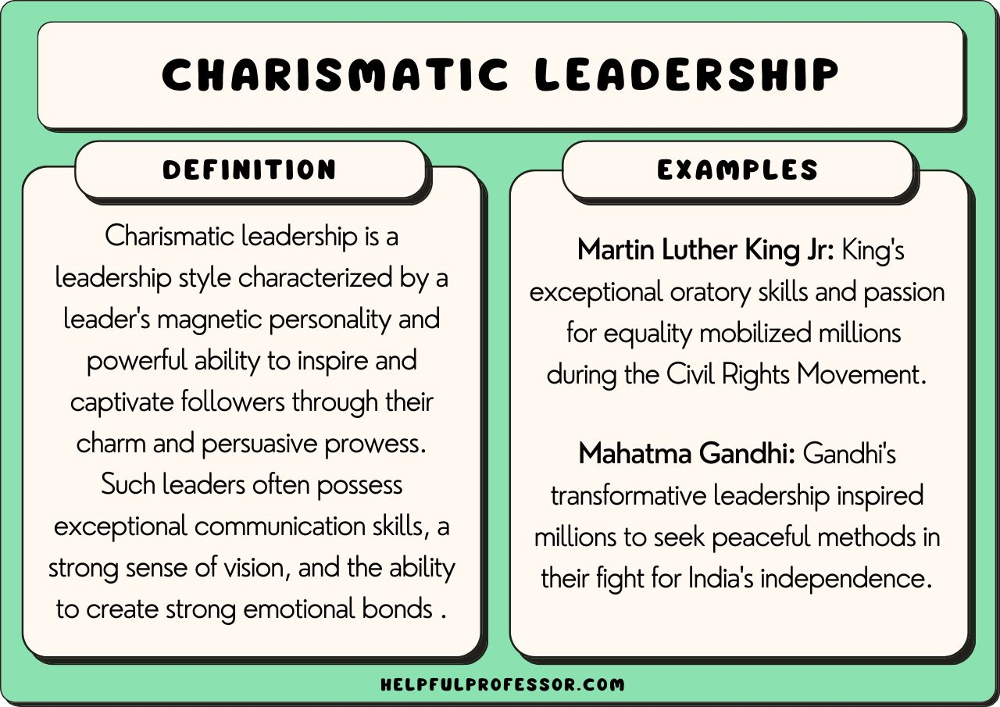 CHARISMATIC LEADERSHIP
DEFINITION
Charismatic leadership is a
leadership style characterized by a
leader's magnetic personality and
powerful ability to inspire and
captivate followers through their
charm and persuasive prowess.
Such leaders often possess
exceptional communication skills, a
strong sense of vision, and the ability
to create strong emotional bonds .
EXAMPLES
Martin Luther King Jr: King's
exceptional oratory skills and passion
for equality mobilized millions
during the Civil Rights Movement.
Mahatma Gandhi: Gandhi's
transformative leadership inspired
millions to seek peaceful methods in
their fight for India's independence.
HELPFULPROFESSOR.COM